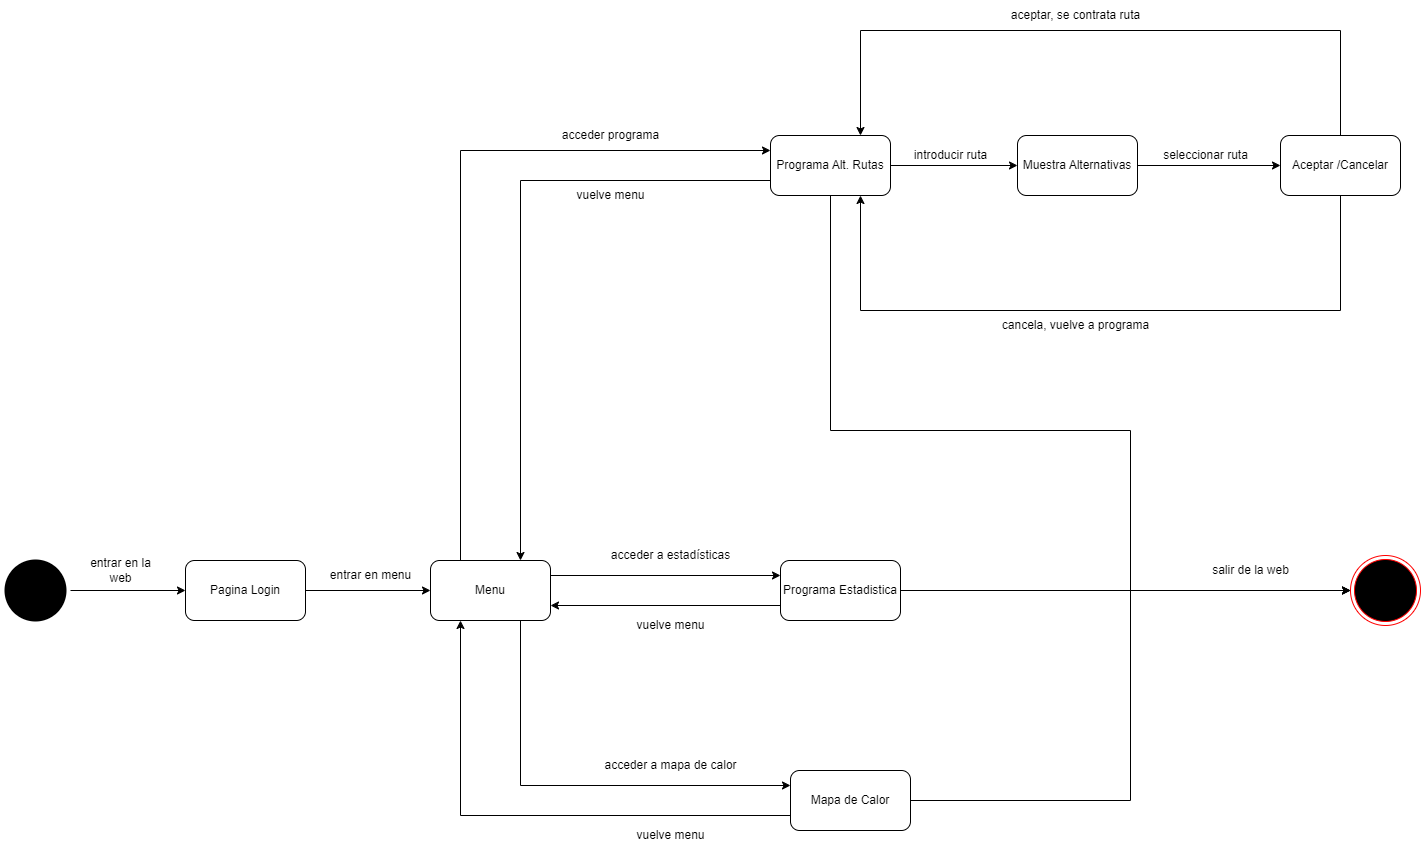 aceptar, se contrata ruta
acceder programa
Programa Alt. Rutas
introducir ruta
Muestra Alternativas
seleccionar ruta
Aceptar /Cancelar
vuelve menu
cancela, vuelve a programa
entrar en la
web
Pagina Login
entrar en menu
Menu
acceder a estadísticas
Programa Estadistica
salir de la web
vuelve menu
acceder a mapa de calor
Mapa de Calor
vuelve menu